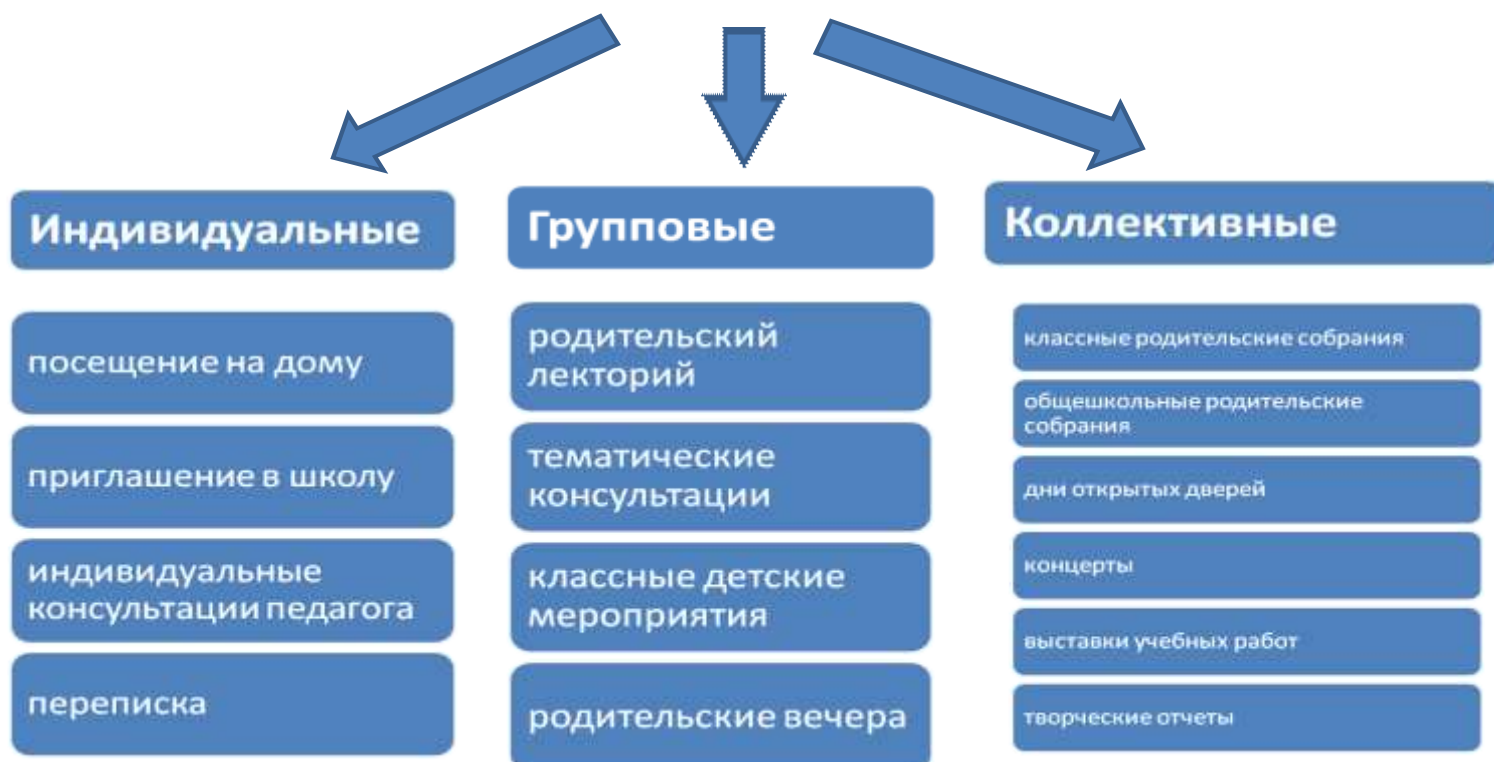 Индивидуальные
посещение на дому
приглашение в школу
индивидуальные
консультации педагога
переписка
Групповые
родительский
лекторий
тематические
консультации
классные детские
мероприятия
родительские вечера
Коллективные
классные родительские собрания
общешкольные родительские
собрания
дни открытых дверей
концерты
выставки учебных работ
творческие отчеты